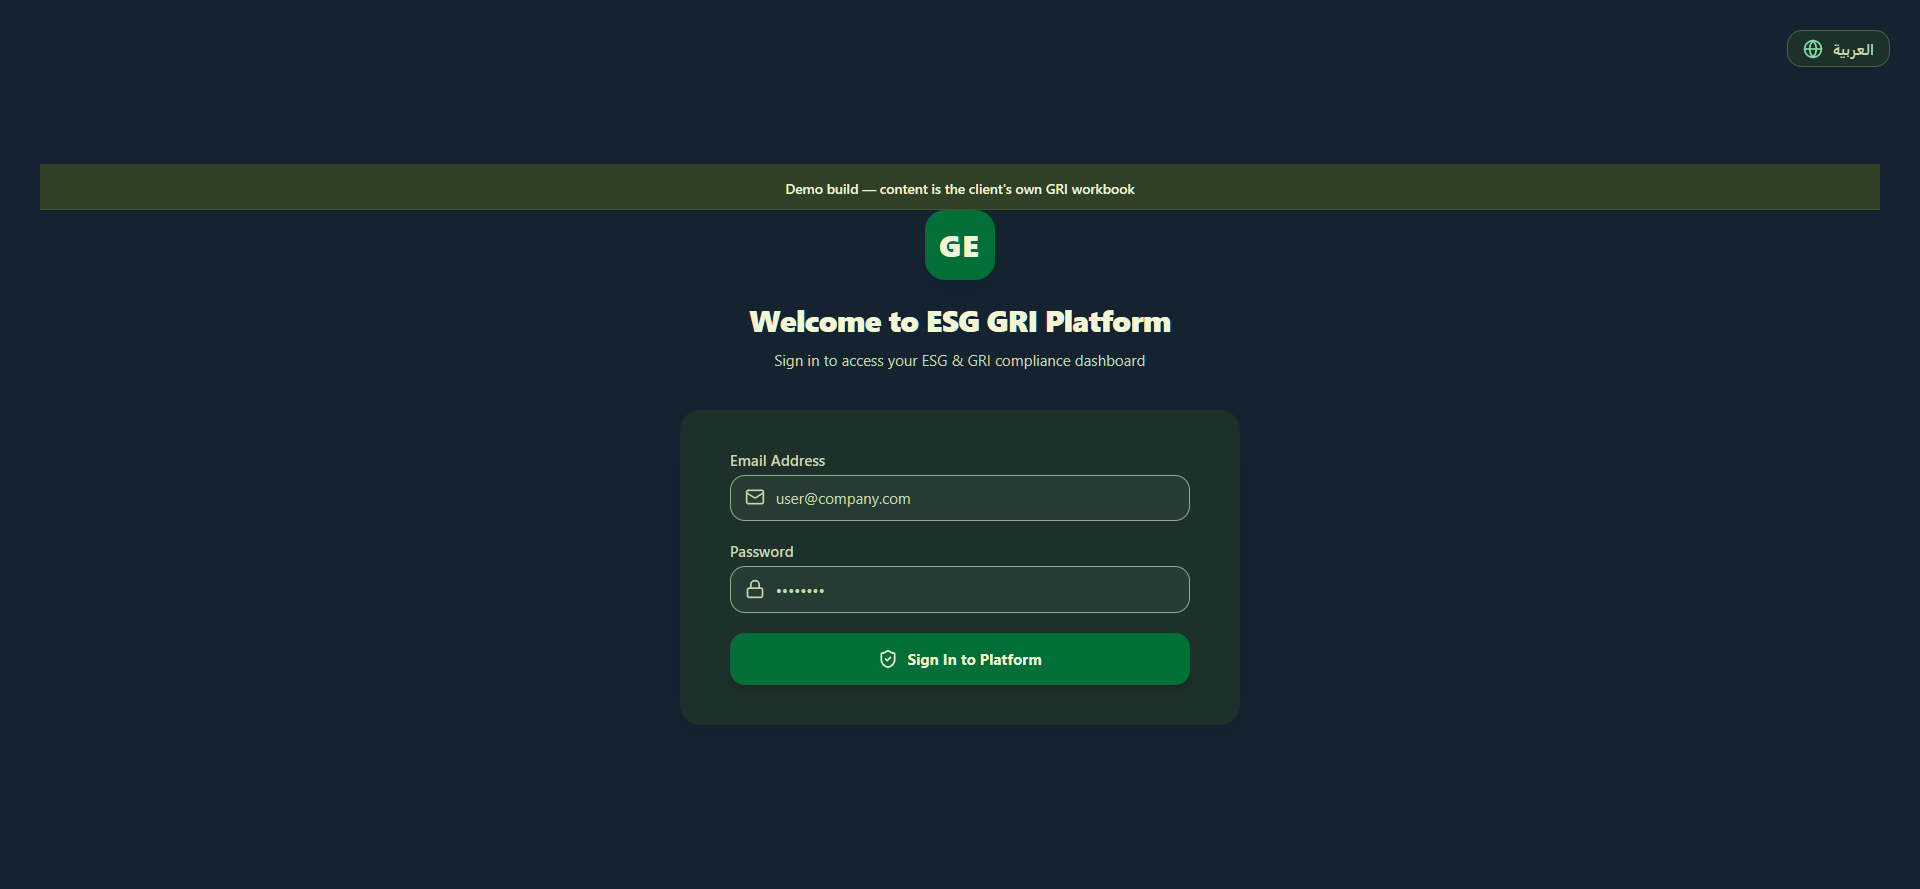 العربية
Demo build — content is the client's own GRI workbook
GE
Welcome to ESG GRI Platform
Sign in to access your ESG & GRI compliance dashboard
Email Address
user@company.com
Password
••••••••
Sign In to Platform